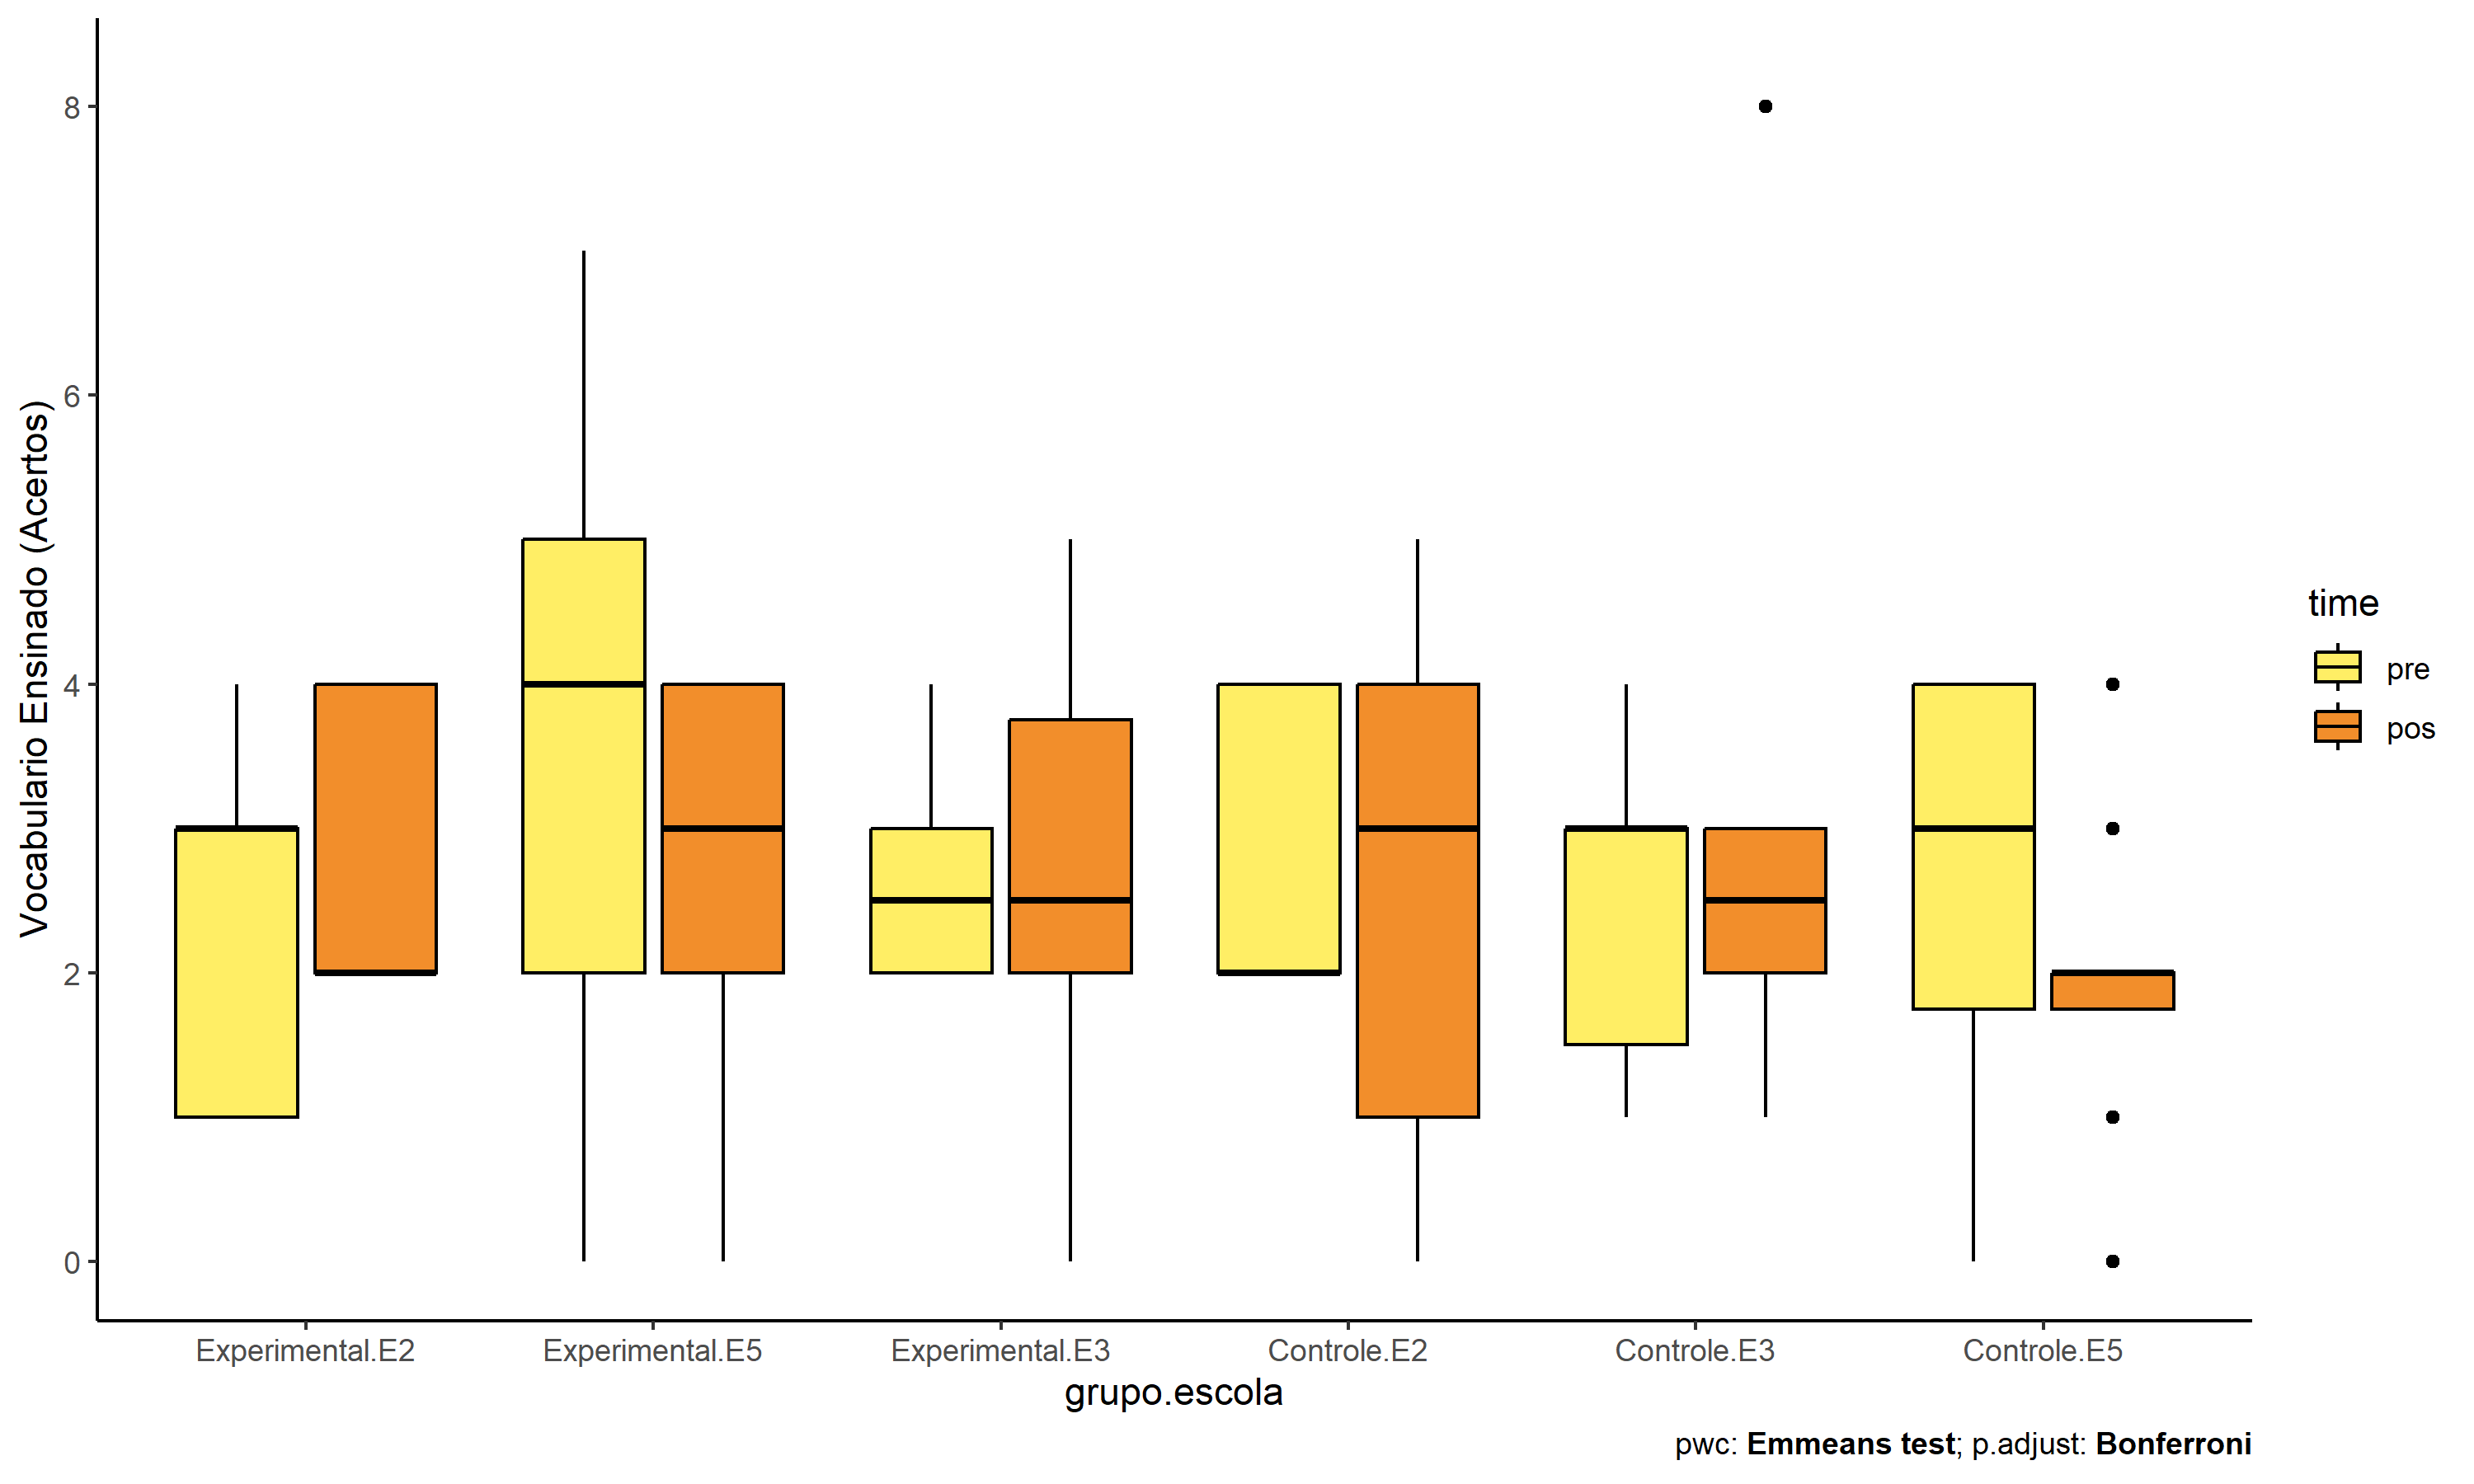 Vocabulario Ensinado (Acertos)
8
6
4
2
0
Experimental.E2
Experimental.E5
Experimental.E3
Controle.E2
Controle.E3
Controle.E5
grupo.escola
time
pre
pos
pwc: Emmeans test; p.adjust: Bonferroni